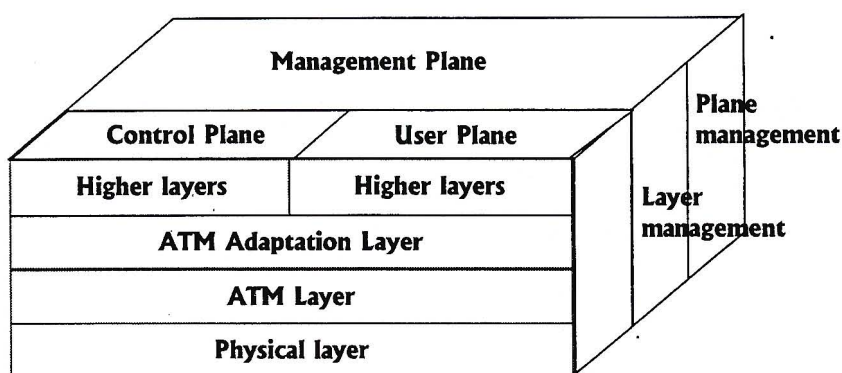 Management Plane
Control Plane
User Plane
Plane
management
Higher layers
Higher layers
Layer
management
ATM Adaptation Layer
ATM Layer
Physical layer